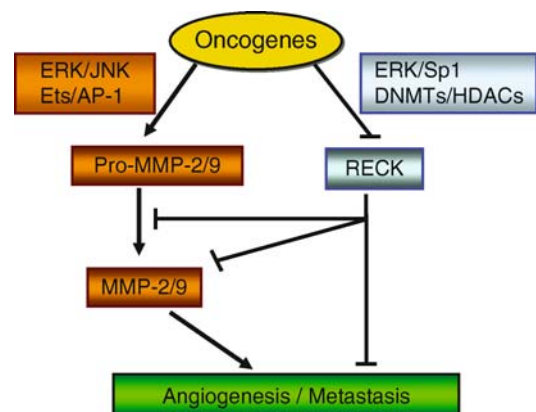 Oncogenes
ERK/JNK
Ets/AP-1
ERK/Sp1
DNMTs/HDACs
Pro-MMP-2/9
RECK
MMP-2/9
Angiogenesis / Metastasis